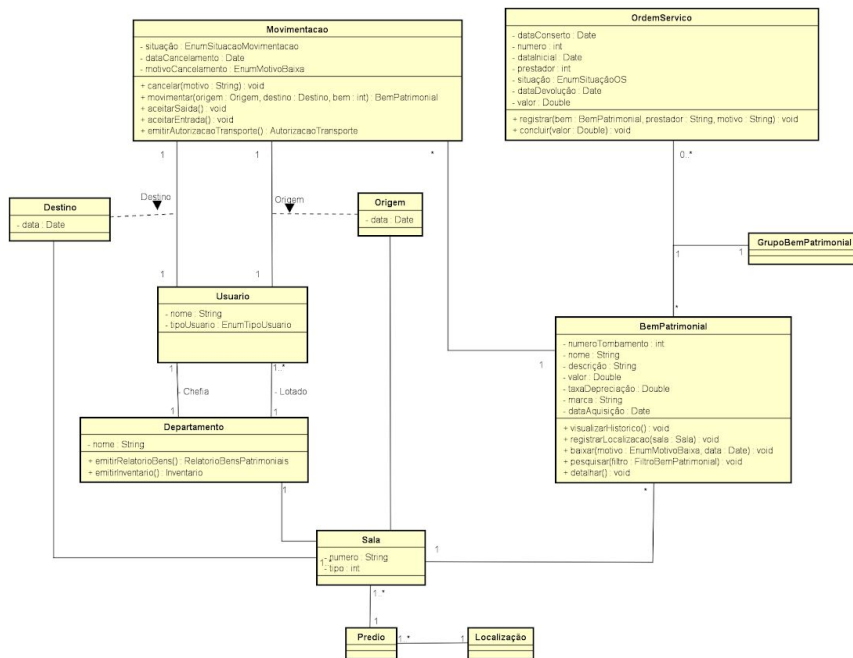 Movimentacao
- situação : EnumSituacaoMovimentacao
- dataCancelamento : Date
- motivoCancelamento : EnumMotivoBaixa
+ cancelar(motivo : String) : void
+ movimentar(origem : Origem, destino : Destino, bem : int) : BemPatrimonial
+ aceitarSaida() : void
+ aceitarEntrada() : void
+ emitirAutorizacaoTransporte() : AutorizacaoTransporte
OrdemServico
- dataConserto : Date
- numero : int
- dataInicial : Date
- prestador : int
- situação : EnumSituaçãoOS
- dataDevolução : Date
- valor : Double
+ registrar(bem : BemPatrimonial, prestador : String, motivo : String) : void
+ concluir(valor : Double) : void
1
1
*
0..*
Destino
Origem
Destino
- data : Date
Origem
- data : Date
GrupoBemPatrimonial
1
1
1
1
*
Usuario
- nome : String
- tipoUsuario : EnumTipoUsuario
BemPatrimonial
- numeroTombamento : int
- nome : String
- descrição : String
- valor : Double
- taxaDepreciação : Double
- marca : String
- dataAquisição : Date
+ visualizarHistorico() : void
+ registrarLocalizacao(sala : Sala) : void
+ baixar(motivo : EnumMotivoBaixa, data : Date) : void
+ pesquisar(filtro : FiltroBemPatrimonial) : void
+ detalhar() : void
1
1
1..*
- Chefia
- Lotado
1
1
Departamento
- nome : String
+ emitirRelatorioBens() : RelatorioBensPatrimoniais
+ emitirInventario() : Inventario
1
*
Sala
- numero : String
- tipo : int
1..*
1
1..*
1
Predio
1..*
1
Localização